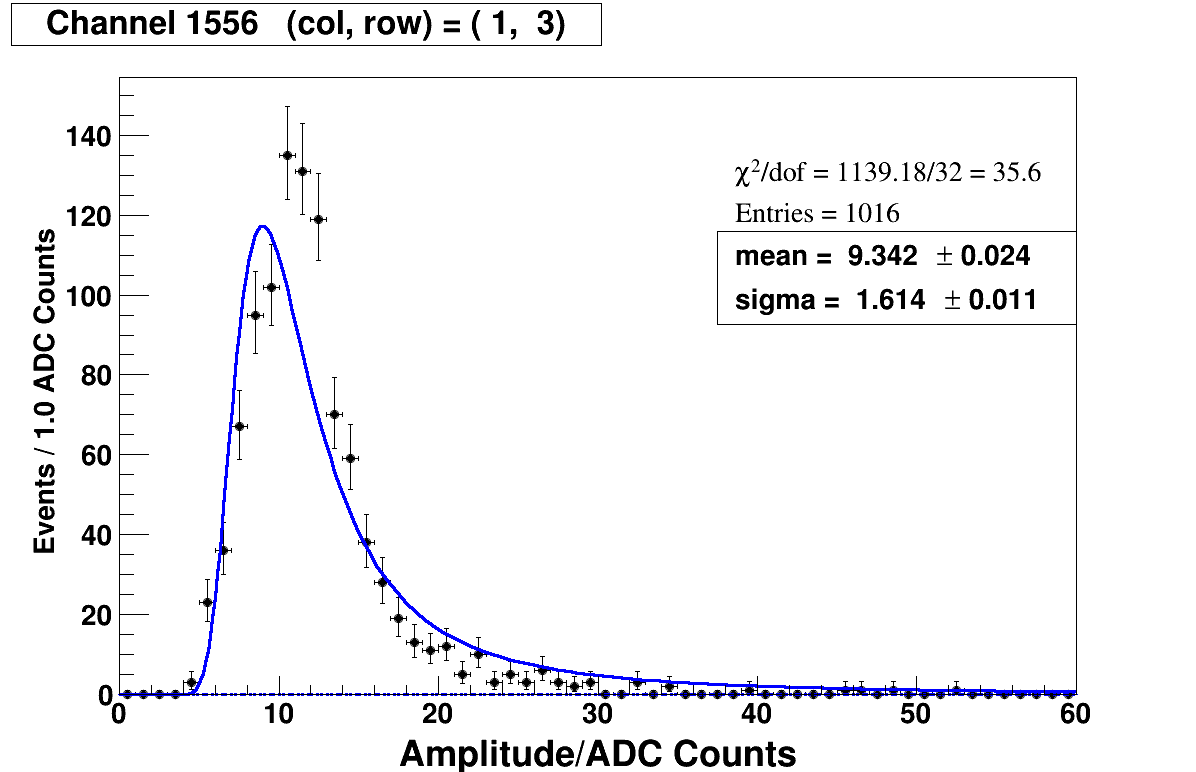 Channel 1556 (col, row) = ( 1, 3)
χ²/dof = 1139.18/32 = 35.6
Entries = 1016
mean = 9.342 ± 0.024
sigma = 1.614 ± 0.011
Events / 1.0 ADC Counts
140
120
100
80
60
40
20
0
0 10 20 30 40 50 60
Amplitude/ADC Counts